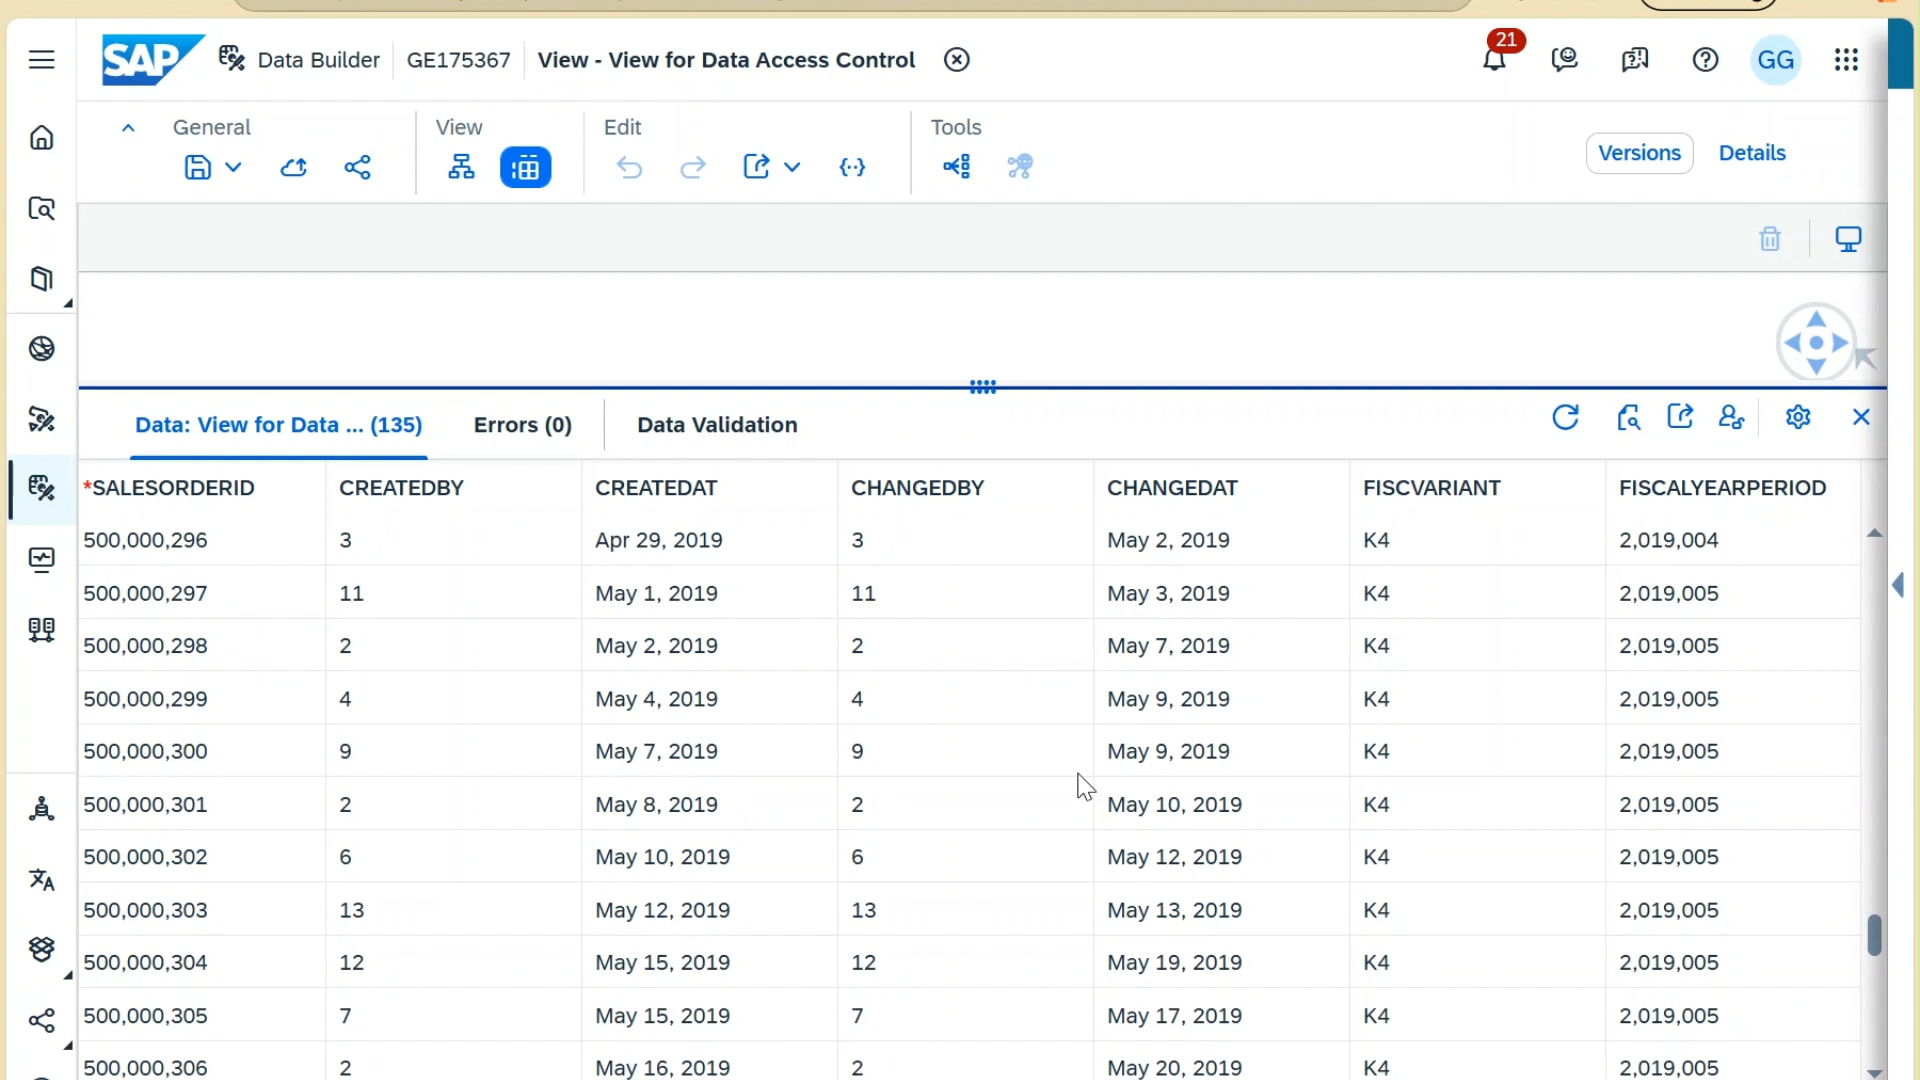 21
SAP Data Builder GE175367 View - View for Data Access Control GG
General View Edit Tools
Versions Details
Data: View for Data ... (135) Errors (0) Data Validation
*SALESORDERID CREATEDBY CREATEDAT CHANGEDBY CHANGEDAT FISCVARIANT FISCALYEARPERIOD
500,000,296 3 Apr 29, 2019 3 May 2, 2019 K4 2,019,004
500,000,297 11 May 1, 2019 11 May 3, 2019 K4 2,019,005
500,000,298 2 May 2, 2019 2 May 7, 2019 K4 2,019,005
500,000,299 4 May 4, 2019 4 May 9, 2019 K4 2,019,005
500,000,300 9 May 7, 2019 9 May 9, 2019 K4 2,019,005
500,000,301 2 May 8, 2019 2 May 10, 2019 K4 2,019,005
500,000,302 6 May 10, 2019 6 May 12, 2019 K4 2,019,005
500,000,303 13 May 12, 2019 13 May 13, 2019 K4 2,019,005
500,000,304 12 May 15, 2019 12 May 19, 2019 K4 2,019,005
500,000,305 7 May 15, 2019 7 May 17, 2019 K4 2,019,005
500,000,306 2 May 16, 2019 2 May 20, 2019 K4 2,019,005